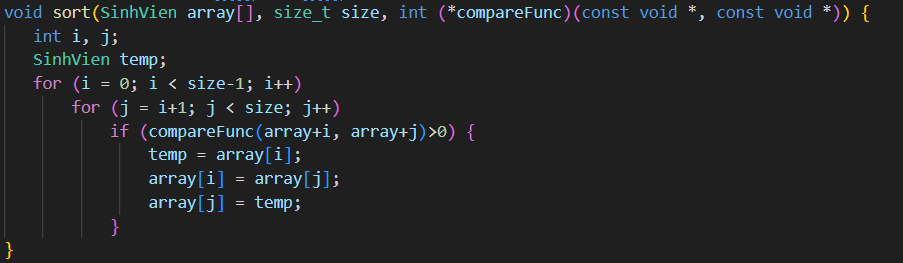 void sort(SinhVien array[], size_t size, int (*compareFunc)(const void *, const void *)) {
    int i, j;
    SinhVien temp;
    for (i = 0; i < size-1; i++)
        for (j = i+1; j < size; j++)
            if (compareFunc(array+i, array+j)>0) {
                temp = array[i];
                array[i] = array[j];
                array[j] = temp;
            }
}